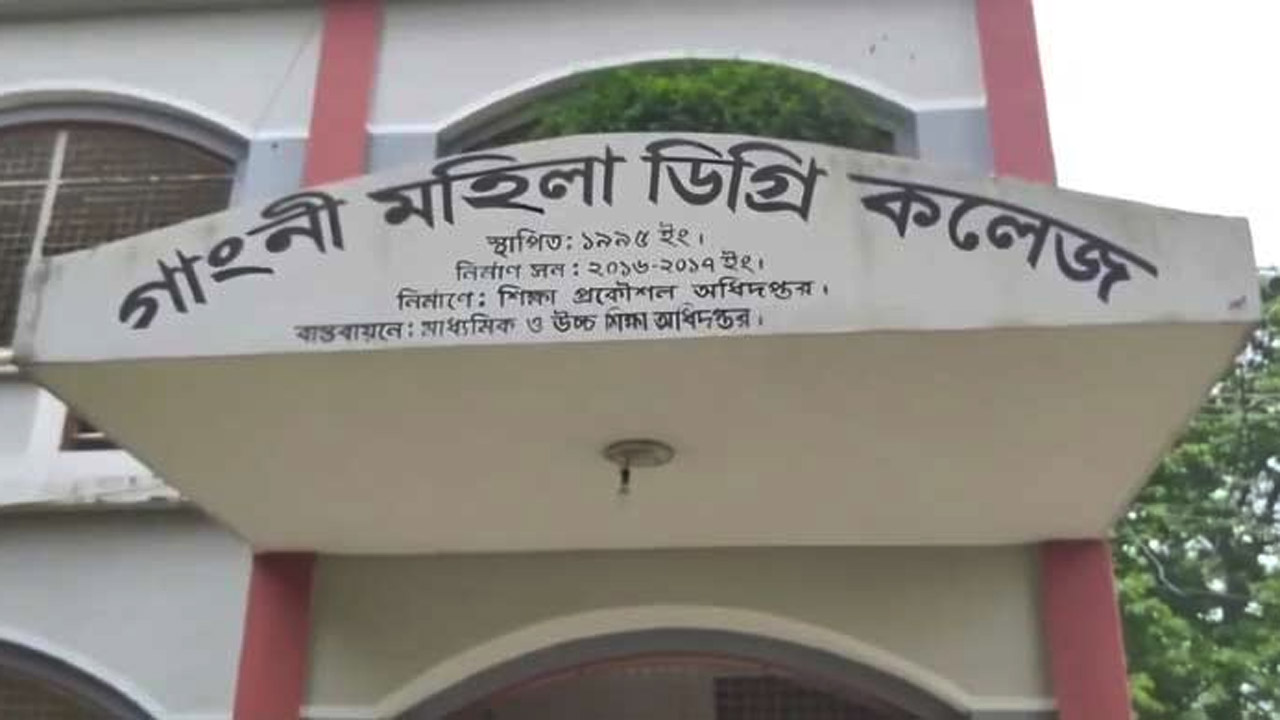 গাংনী মহিলা ডিগ্রি কলেজ
স্থাপিত: ১৯৯৫ ইং।
নির্মাণ সন: ২০১৬-২০১৭ ইং।
নির্মাণে: শিক্ষা প্রকৌশল অধিদপ্তর।
বাস্তবায়নে: মাধ্যমিক ও উচ্চ শিক্ষা অধিদপ্তর।